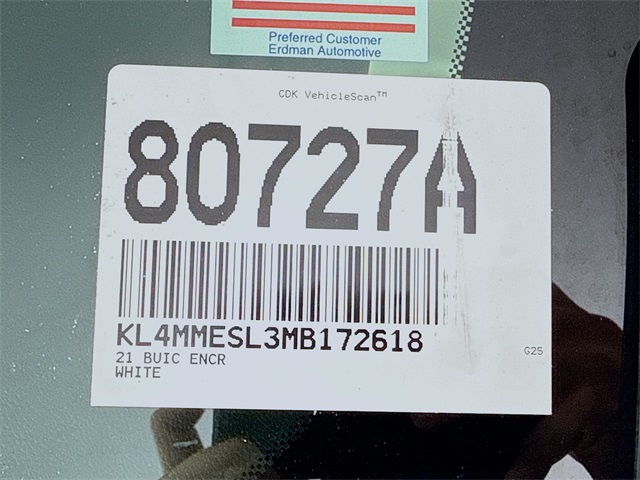 Preferred Customer
Erdman Automotive
CDK VehicleScan™
80727A
KL4MMESL3MB172618
21 BUIC ENCR
WHITE
G25